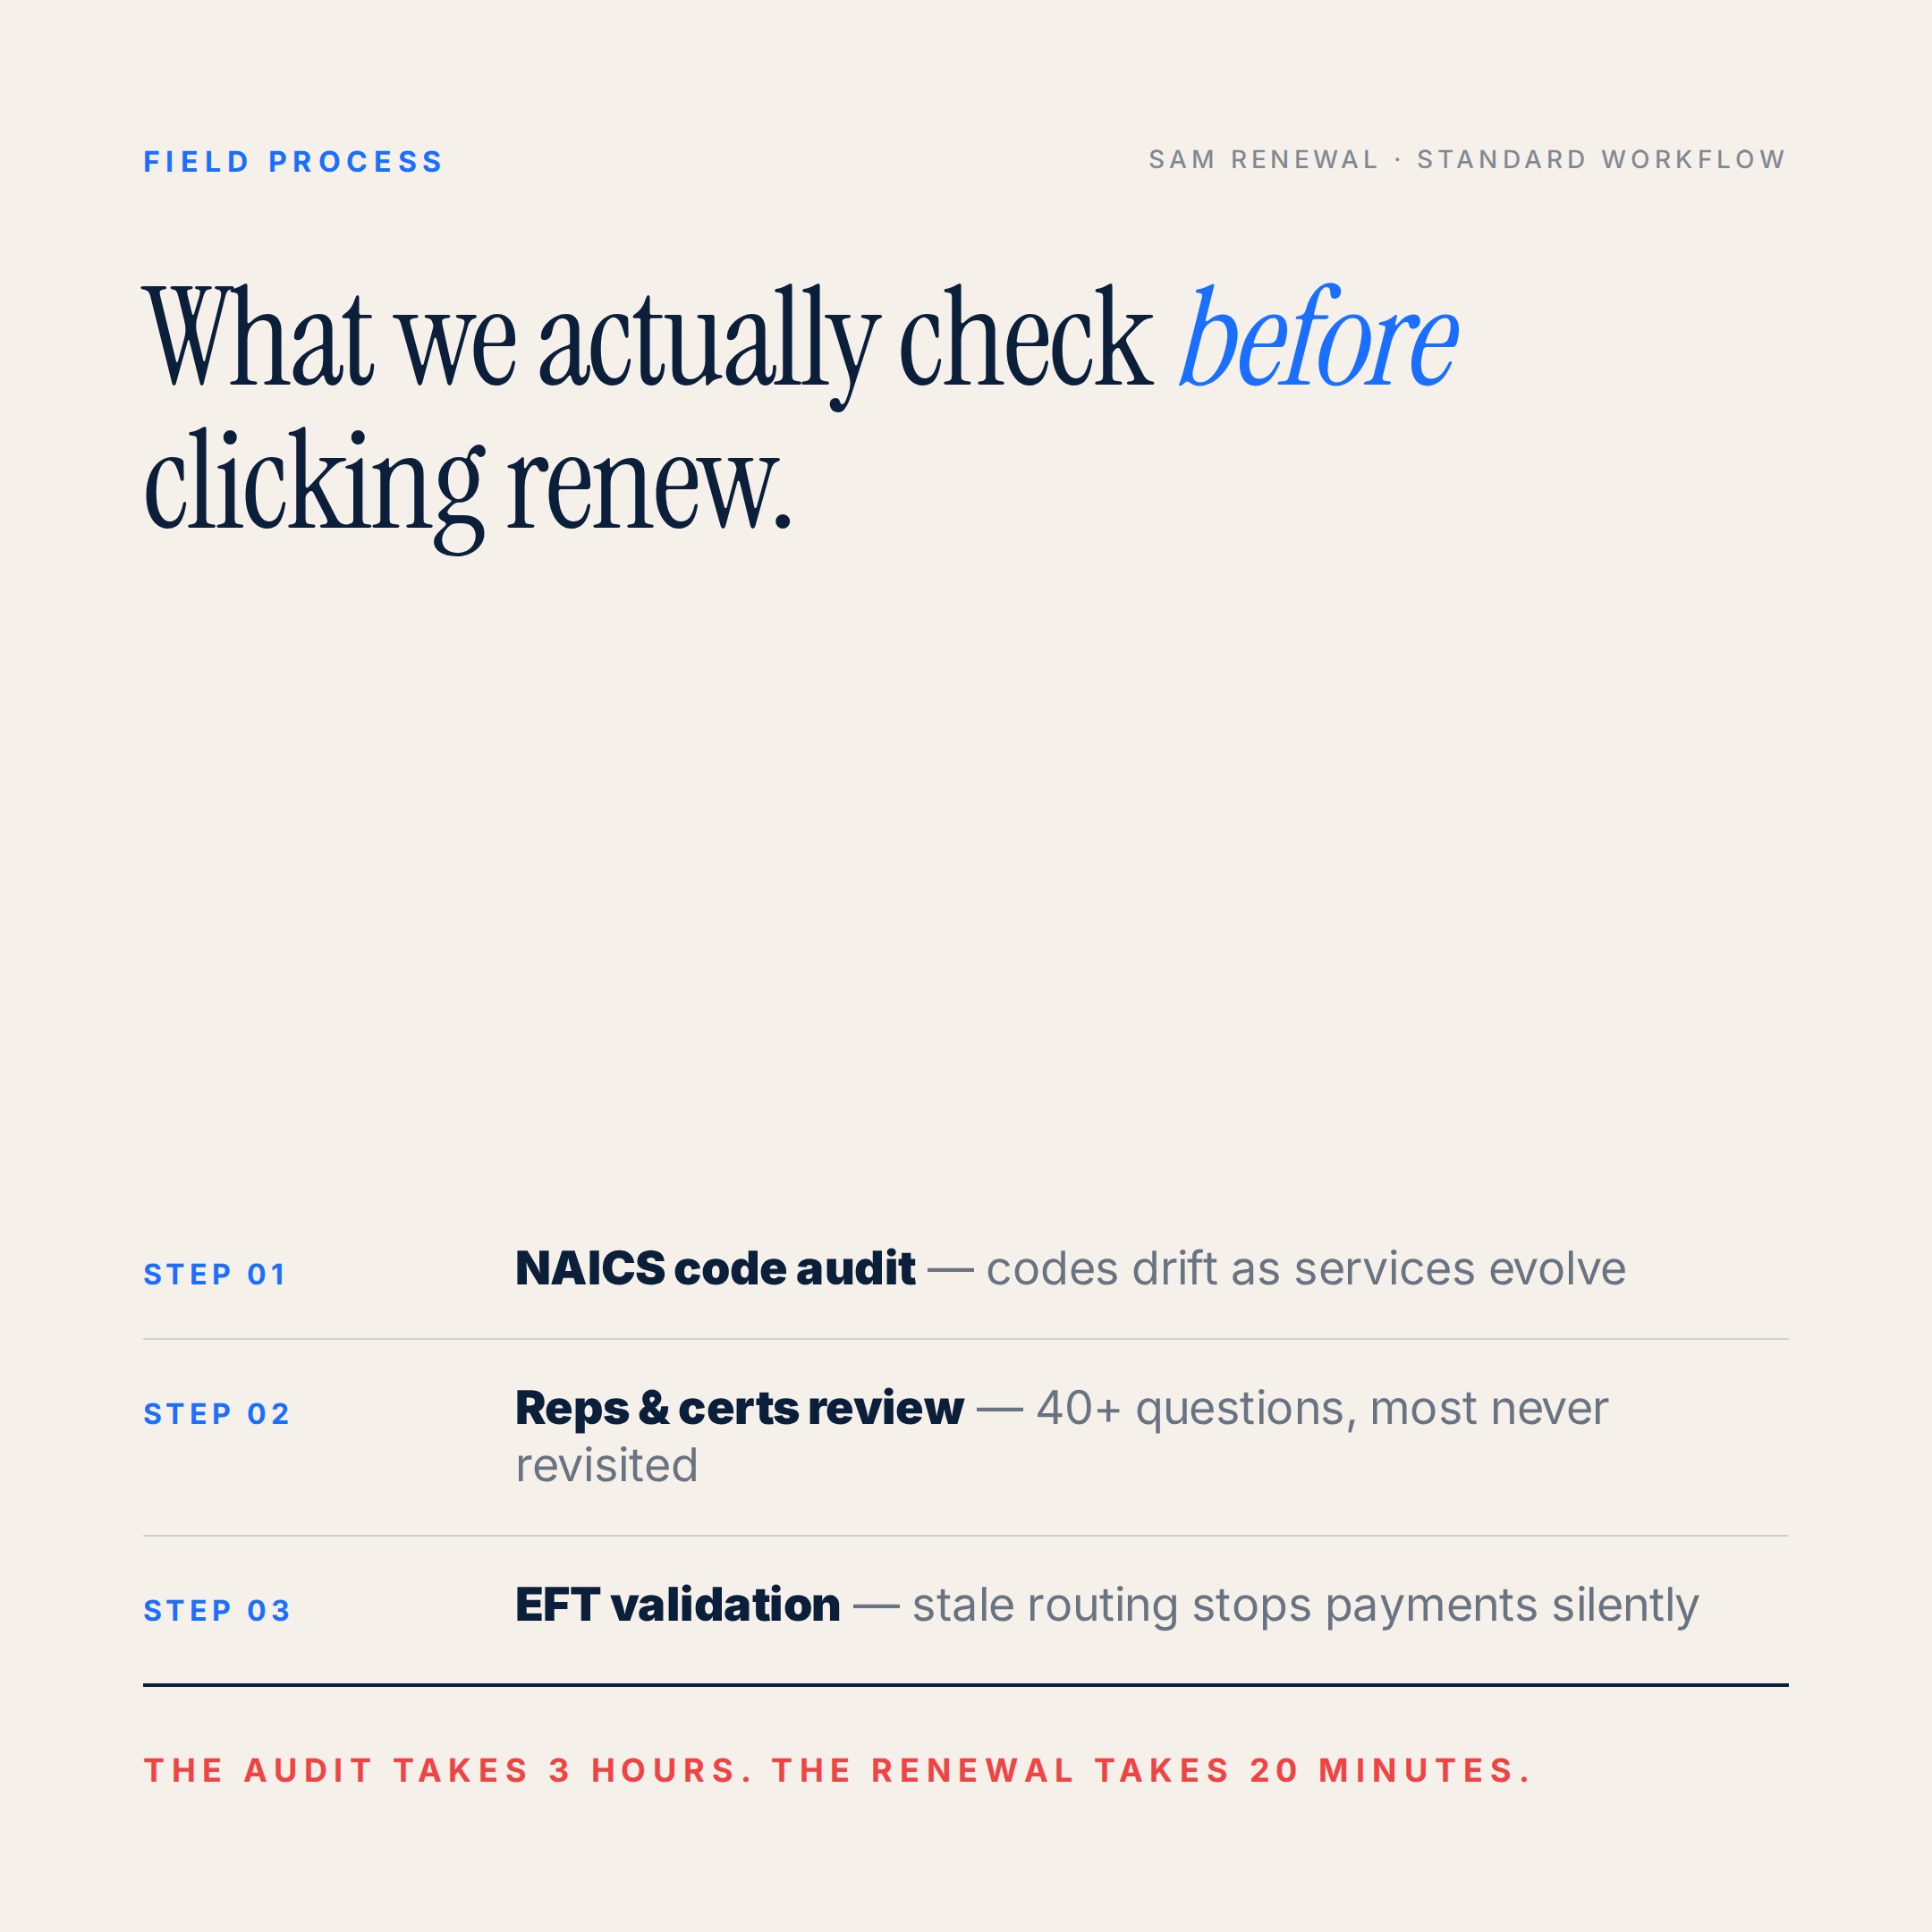 FIELD PROCESS
SAM RENEWAL · STANDARD WORKFLOW
What we actually check before
clicking renew.
STEP 01
NAICS code audit — codes drift as services evolve
STEP 02
Reps & certs review — 40+ questions, most never
revisited
STEP 03
EFT validation — stale routing stops payments silently
THE AUDIT TAKES 3 HOURS. THE RENEWAL TAKES 20 MINUTES.